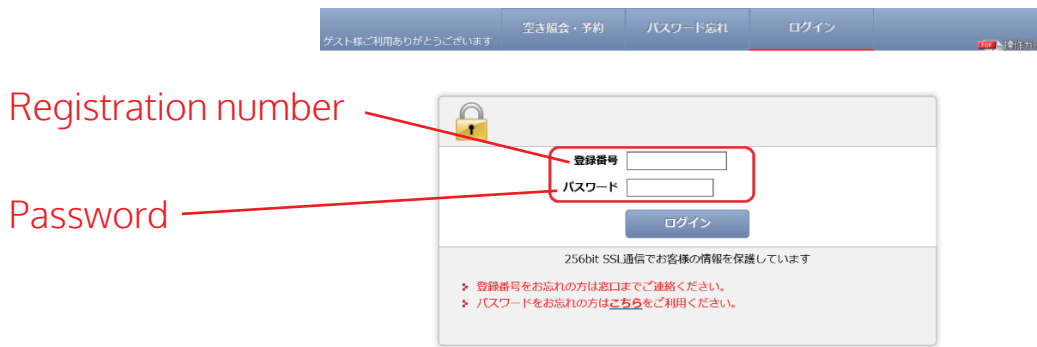 空き照会・予約 パスワード忘れ ログイン
ゲスト様ご利用ありがとうございます
PDF 操作ガ
Registration number
登録番号
パスワード
Password
ログイン
256bit SSL通信でお客様の情報を保護しています
登録番号をお忘れの方は窓口までご連絡ください。
パスワードをお忘れの方はこちらをご利用ください。